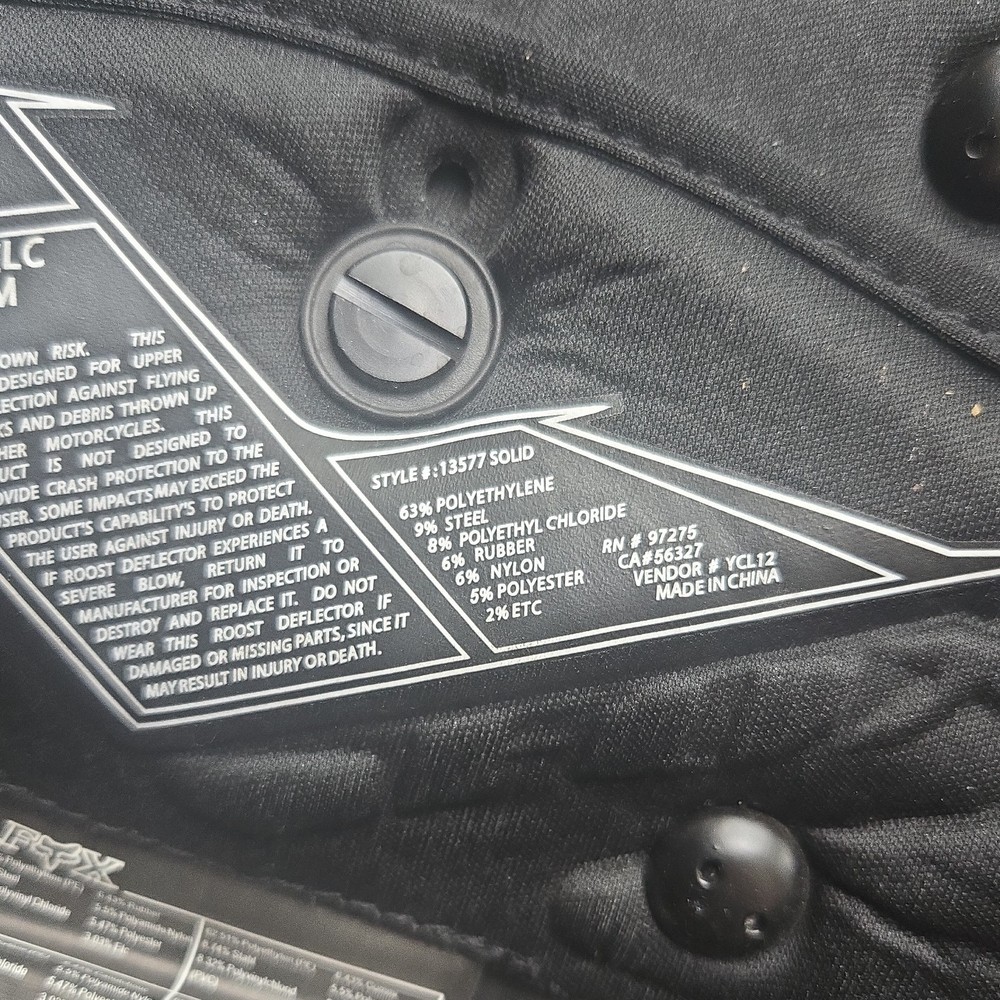 LC
M
OWN RISK. THIS
DESIGNED FOR UPPER
ECTION AGAINST FLYING
KS AND DEBRIS THROWN UP
HER MOTORCYCLES. THIS
UCT IS NOT DESIGNED TO
OVIDE CRASH PROTECTION TO THE
USER. SOME IMPACTS MAY EXCEED THE
PRODUCT'S CAPABILITY'S TO PROTECT
THE USER AGAINST INJURY OR DEATH.
IF ROOST DEFLECTOR EXPERIENCES A
SEVERE BLOW, RETURN IT TO
MANUFACTURER FOR INSPECTION OR
DESTROY AND REPLACE IT. DO NOT
WEAR THIS ROOST DEFLECTOR IF
DAMAGED OR MISSING PARTS, SINCE IT
MAY RESULT IN INJURY OR DEATH.
STYLE #:13577 SOLID
63% POLYETHYLENE
9% STEEL
8% POLYETHYL CHLORIDE
6% RUBBER
6% NYLON
5% POLYESTER
2% ETC
RN # 97275
CA#56327
VENDOR # YCL12
MADE IN CHINA
FOX
5.47% Polyester